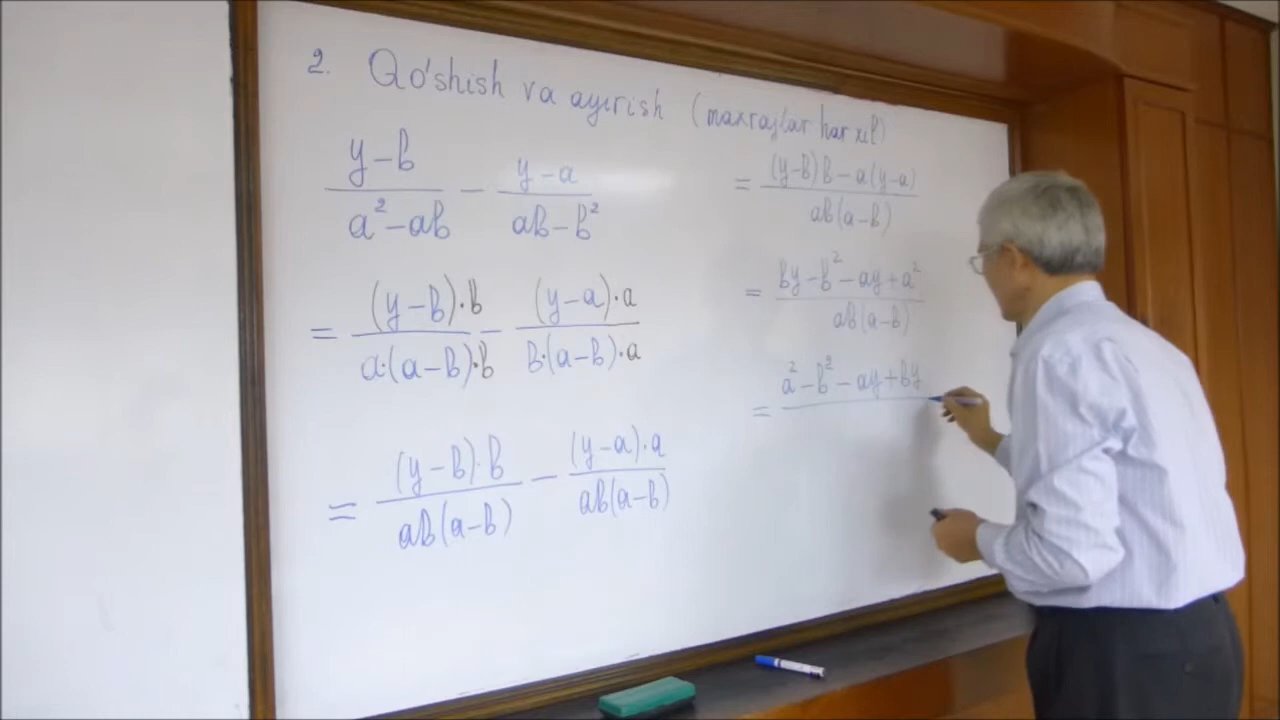 2. Qo'shish va ayırish (maxrajlar har xil)
y-b/a²-ab - y-a/ab-b²
= (y-b)·b/a·(a-b)·b - (y-a)·a/b·(a-b)·a
= (y-b)·b/ab(a-b) - (y-a)·a/ab(a-b)
= (y-b)b-a(y-a)/ab(a-b)
= by-b²-ay+a²/ab(a-b)
= a²-b²-ay+by